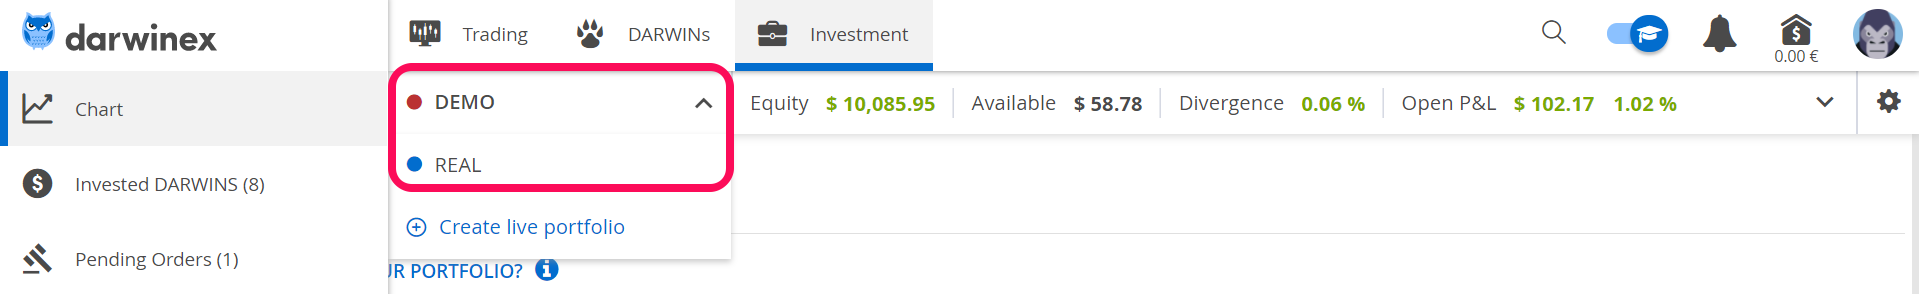 darwinex
Trading
DARWINs
Investment
0.00 €
Chart
DEMO
Equity $ 10,085.95 Available $ 58.78 Divergence 0.06 % Open P&L $ 102.17 1.02 %
REAL
Invested DARWINS (8)
Create live portfolio
Pending Orders (1)
UR PORTFOLIO?